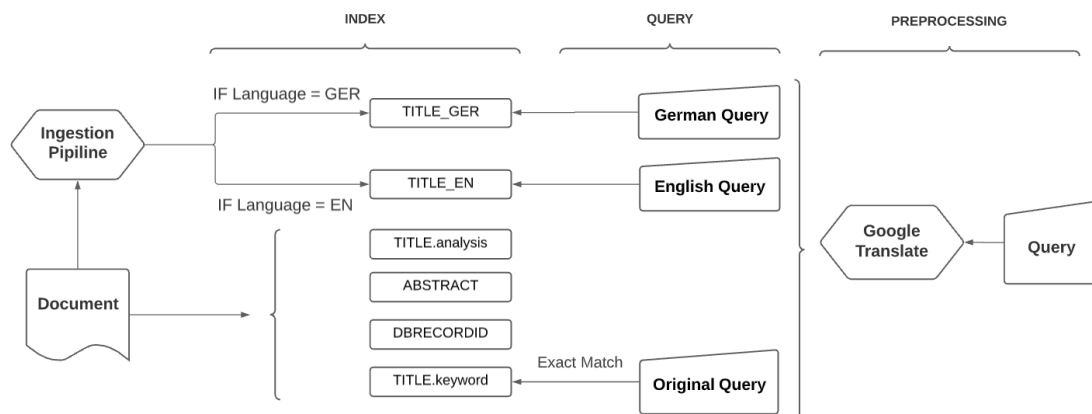 INDEX
QUERY
PREPROCESSING
IF Language = GER
TITLE_GER
German Query
Ingestion
Pipiline
TITLE_EN
English Query
IF Language = EN
TITLE.analysis
Google
Translate
Query
ABSTRACT
Document
DBRECORDID
Exact Match
TITLE.keyword
Original Query